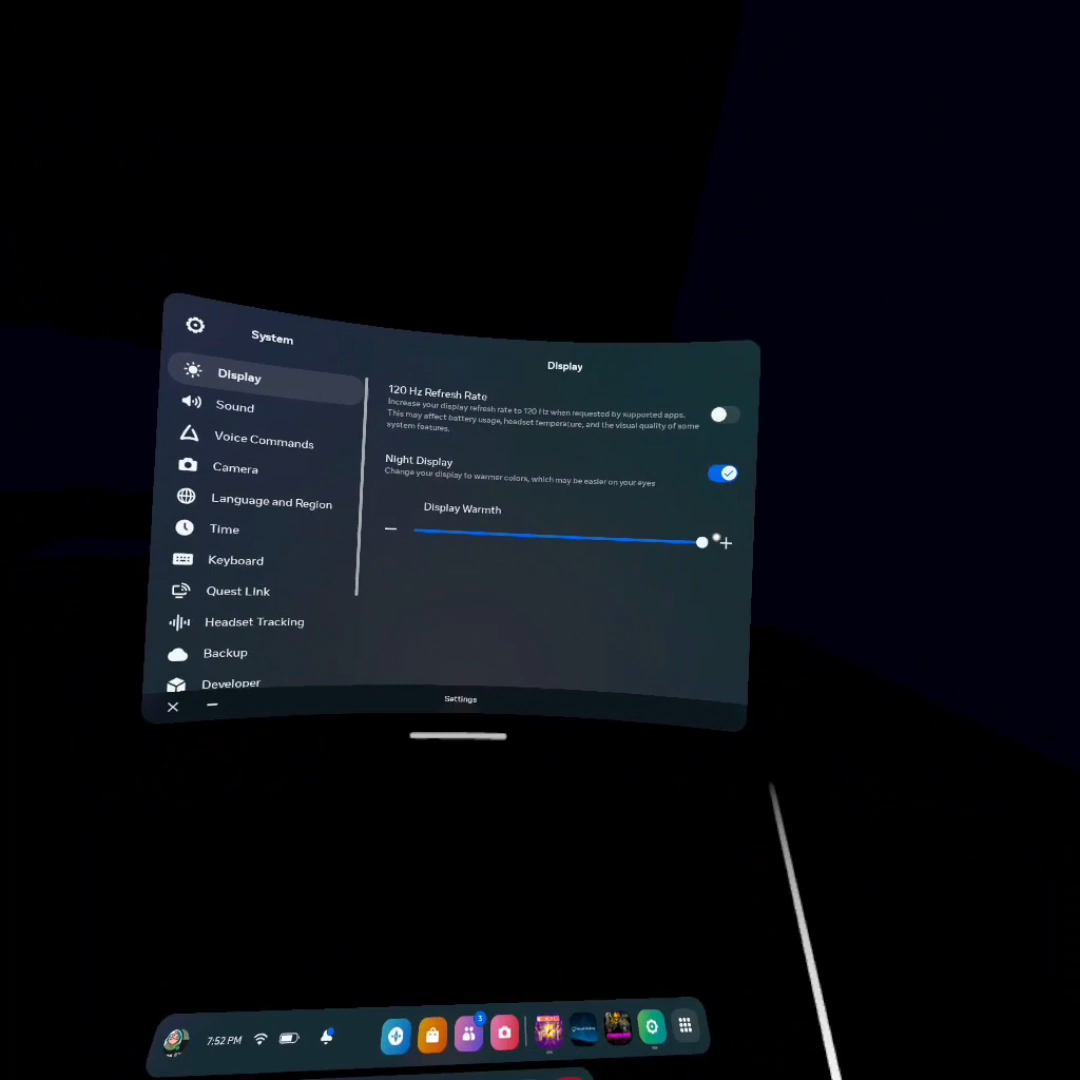 System
Display
Sound
Voice Commands
Camera
Language and Region
Time
Keyboard
Quest Link
Headset Tracking
Backup
Developer
Display
120 Hz Refresh Rate
Increase your display refresh rate to 120 Hz when requested by supported apps.
This may affect battery usage, headset temperature, and the visual quality of some
system features.
Night Display
Change your display to warmer colors, which may be easier on your eyes
Display Warmth
Settings
7:52 PM
3